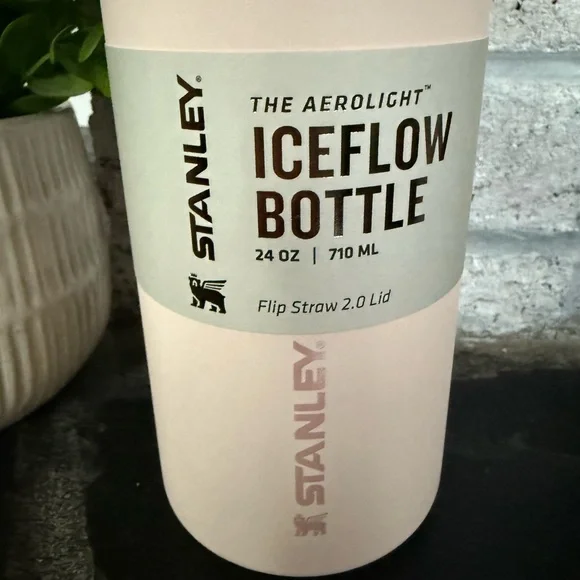 STANLEY®
THE AEROLIGHT™
ICEFLOW
BOTTLE
24 OZ | 710 ML
Flip Straw 2.0 Lid
STANLEY®